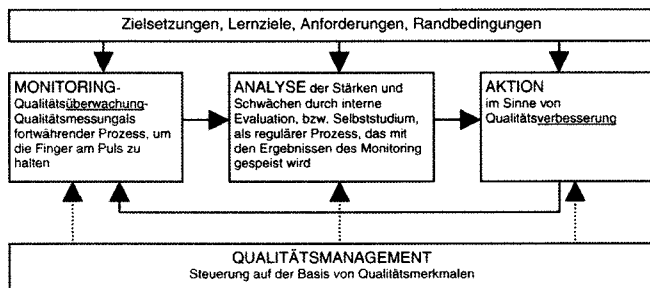 Zielsetzungen, Lernziele, Anforderungen, Randbedingungen
MONITORING-
Qualitätsüberwachung-
Qualitätsmessungals
fortwährender Prozess, um
die Finger am Puls zu
halten
ANALYSE der Stärken und
Schwächen durch interne
Evaluation, bzw. Selbststudium,
als regulärer Prozess, das mit
den Ergebnissen des Monitoring
gespeist wird
AKTION
im Sinne von
Qualitätsverbesserung
QUALITÄTSMANAGEMENT
Steuerung auf der Basis von Qualitätsmerkmalen